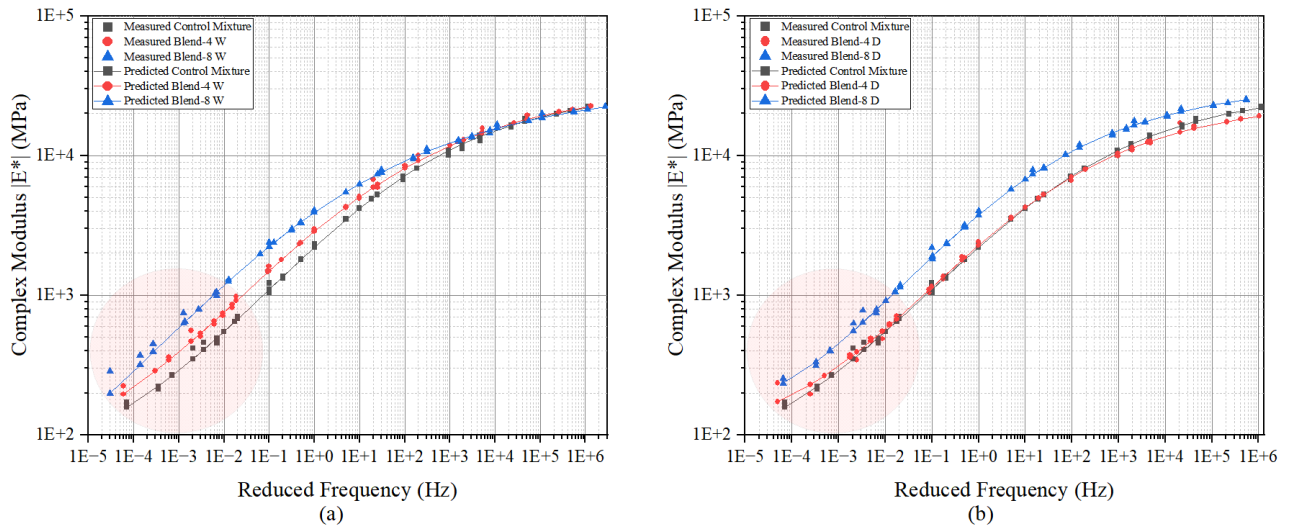 1E+5
1E+4
1E+3
1E+2
Complex Modulus |E*| (MPa)
Measured Control Mixture
Measured Blend-4 W
Measured Blend-8 W
Predicted Control Mixture
Predicted Blend-4 W
Predicted Blend-8 W
1E-5 1E-4 1E-3 1E-2 1E-1 1E+0 1E+1 1E+2 1E+3 1E+4 1E+5 1E+6
Reduced Frequency (Hz)
(a)
1E+5
1E+4
1E+3
1E+2
Complex Modulus |E*| (MPa)
Measured Control Mixture
Measured Blend-4 D
Measured Blend-8 D
Predicted Control Mixture
Predicted Blend-4 D
Predicted Blend-8 D
1E-5 1E-4 1E-3 1E-2 1E-1 1E+0 1E+1 1E+2 1E+3 1E+4 1E+5 1E+6
Reduced Frequency (Hz)
(b)